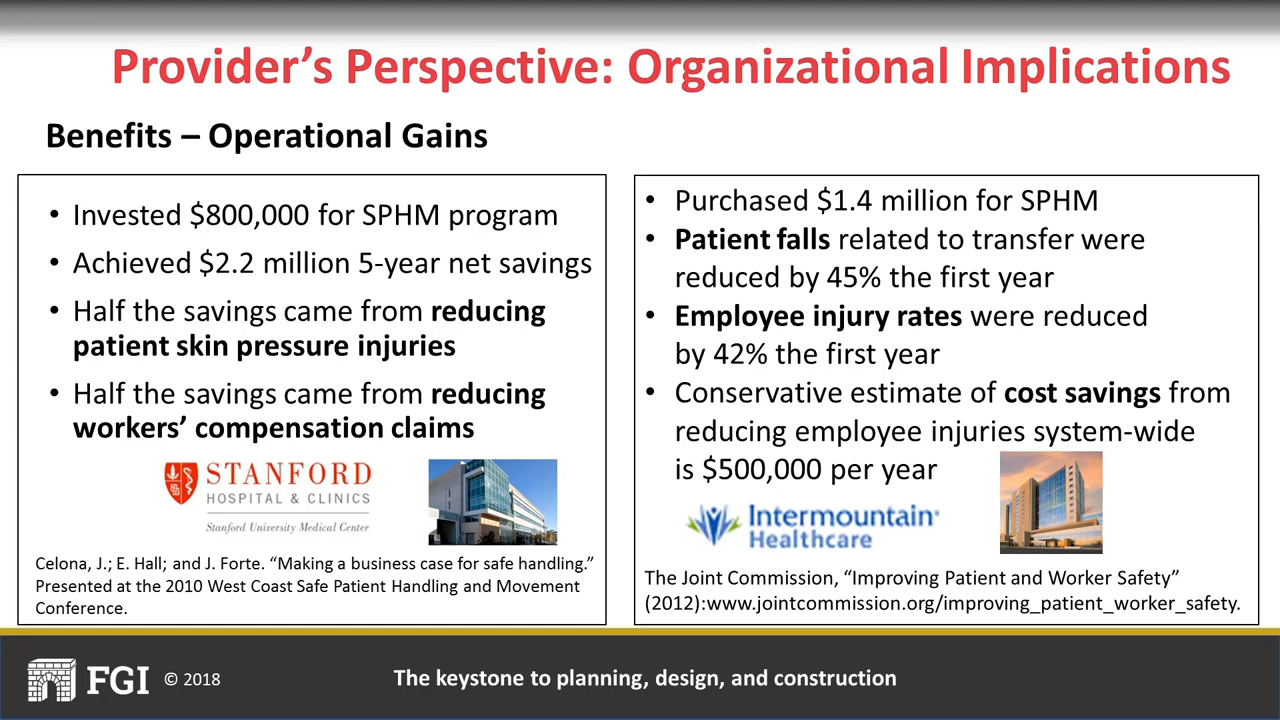 Provider’s Perspective: Organizational Implications
Benefits – Operational Gains
• Invested $800,000 for SPHM program
• Achieved $2.2 million 5-year net savings
• Half the savings came from reducing
patient skin pressure injuries
• Half the savings came from reducing
workers’ compensation claims
STANFORD
HOSPITAL & CLINICS
Stanford University Medical Center
Celona, J.; E. Hall; and J. Forte. “Making a business case for safe handling.”
Presented at the 2010 West Coast Safe Patient Handling and Movement
Conference.
• Purchased $1.4 million for SPHM
• Patient falls related to transfer were
reduced by 45% the first year
• Employee injury rates were reduced
by 42% the first year
• Conservative estimate of cost savings from
reducing employee injuries system-wide
is $500,000 per year
Intermountain
Healthcare
The Joint Commission, “Improving Patient and Worker Safety”
(2012):www.jointcommission.org/improving_patient_worker_safety.
FGI © 2018
The keystone to planning, design, and construction